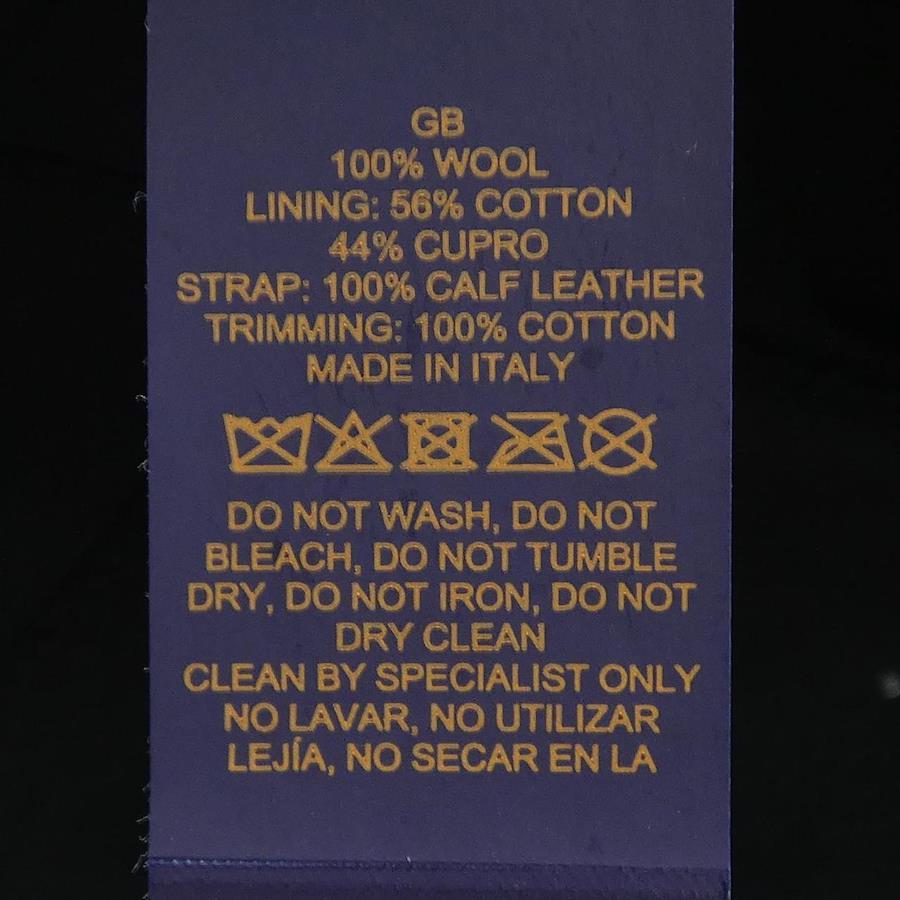 GB
100% WOOL
LINING: 56% COTTON
44% CUPRO
STRAP: 100% CALF LEATHER
TRIMMING: 100% COTTON
MADE IN ITALY
DO NOT WASH, DO NOT
BLEACH, DO NOT TUMBLE
DRY, DO NOT IRON, DO NOT
DRY CLEAN
CLEAN BY SPECIALIST ONLY
NO LAVAR, NO UTILIZAR
LEJÍA, NO SECAR EN LA